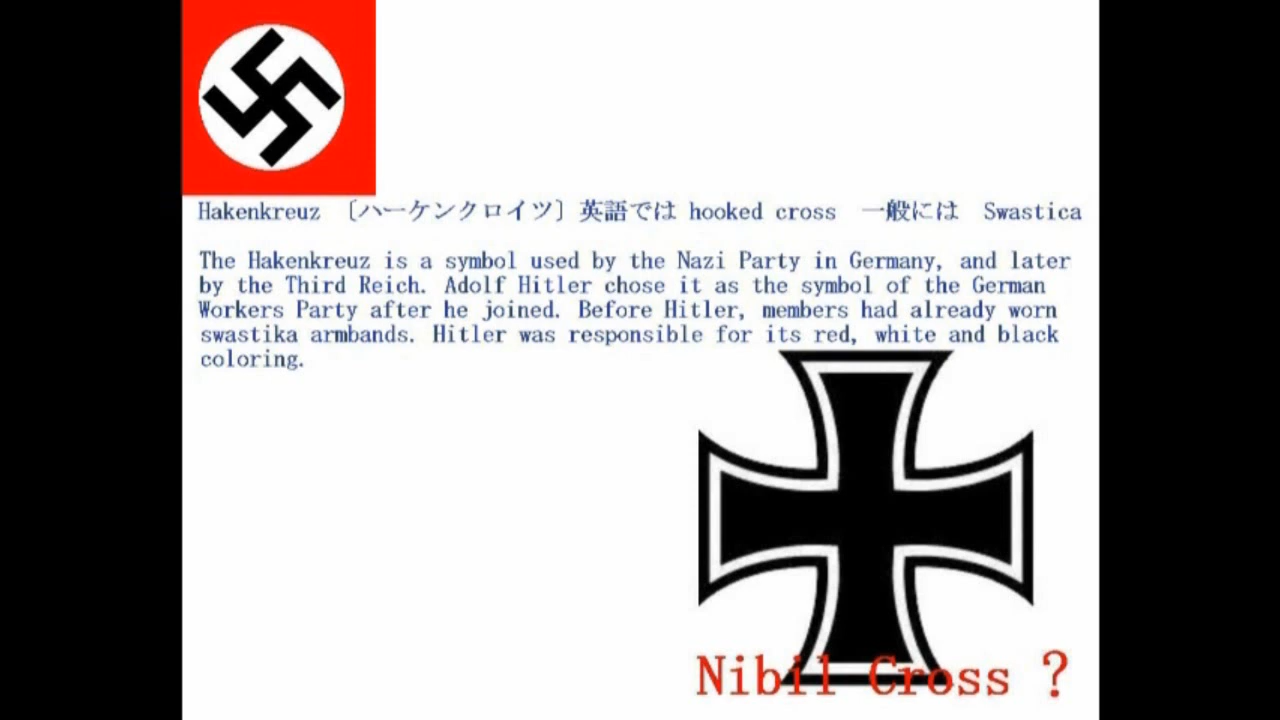 Hakenkreuz 〔ハーケンクロイツ〕英語では hooked cross 一般には Swastica
The Hakenkreuz is a symbol used by the Nazi Party in Germany, and later
by the Third Reich. Adolf Hitler chose it as the symbol of the German
Workers Party after he joined. Before Hitler, members had already worn
swastika armbands. Hitler was responsible for its red, white and black
coloring.
Nibil Cross ?